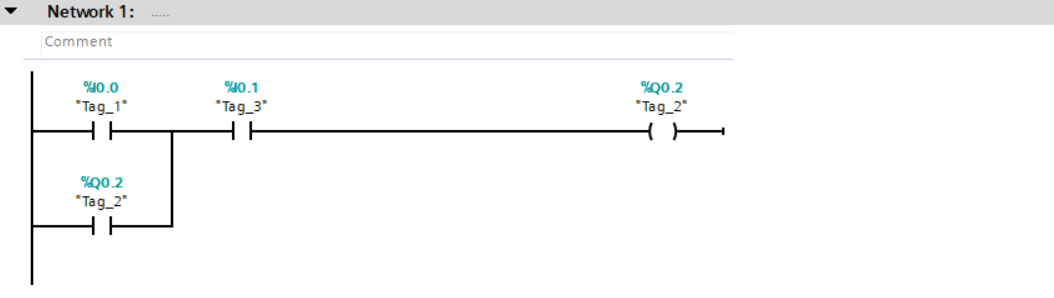 Network 1: .....
Comment
%I0.0 %I0.1 %Q0.2
"Tag_1" "Tag_3" "Tag_2"
%Q0.2
"Tag_2"